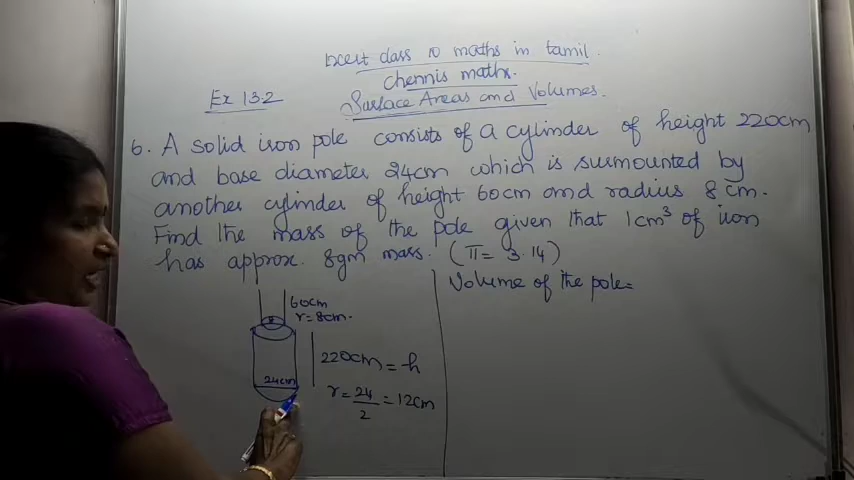 Ncert class 10 maths in tamil.
chennis maths.
Ex 13.2
Surface Areas and Volumes.
6. A solid iron pole consists of a cylinder of height 220cm
and base diameter 24cm which is surmounted by
another cylinder of height 60cm and radius 8cm.
Find the mass of the pole given that 1cm³ of iron
has approx. 8gm mass. (π = 3.14)
60cm
r = 8cm.
8
220cm = h
24cm
r = 24/2 = 12cm
Volume of the pole =